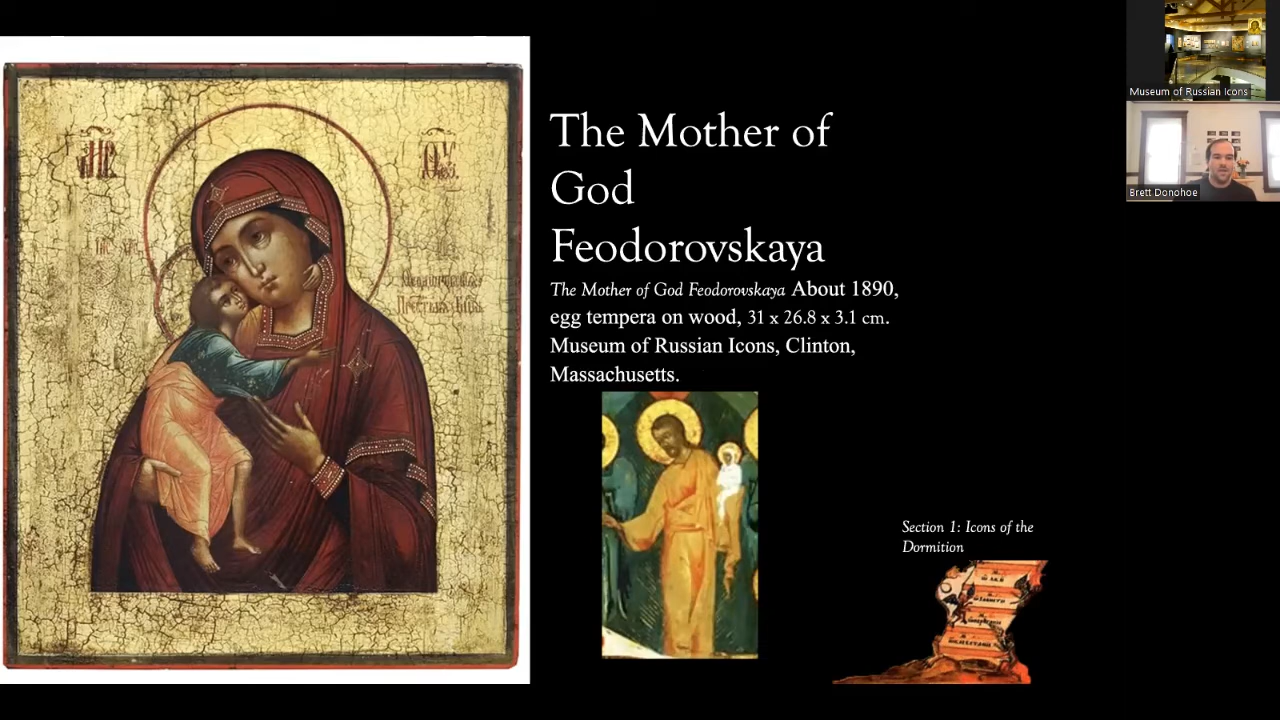 The Mother of
God
Feodorovskaya
The Mother of God Feodorovskaya About 1890,
egg tempera on wood, 31 x 26.8 x 3.1 cm.
Museum of Russian Icons, Clinton,
Massachusetts.
Section 1: Icons of the
Dormition
Museum of Russian Icons
Brett Donohoe